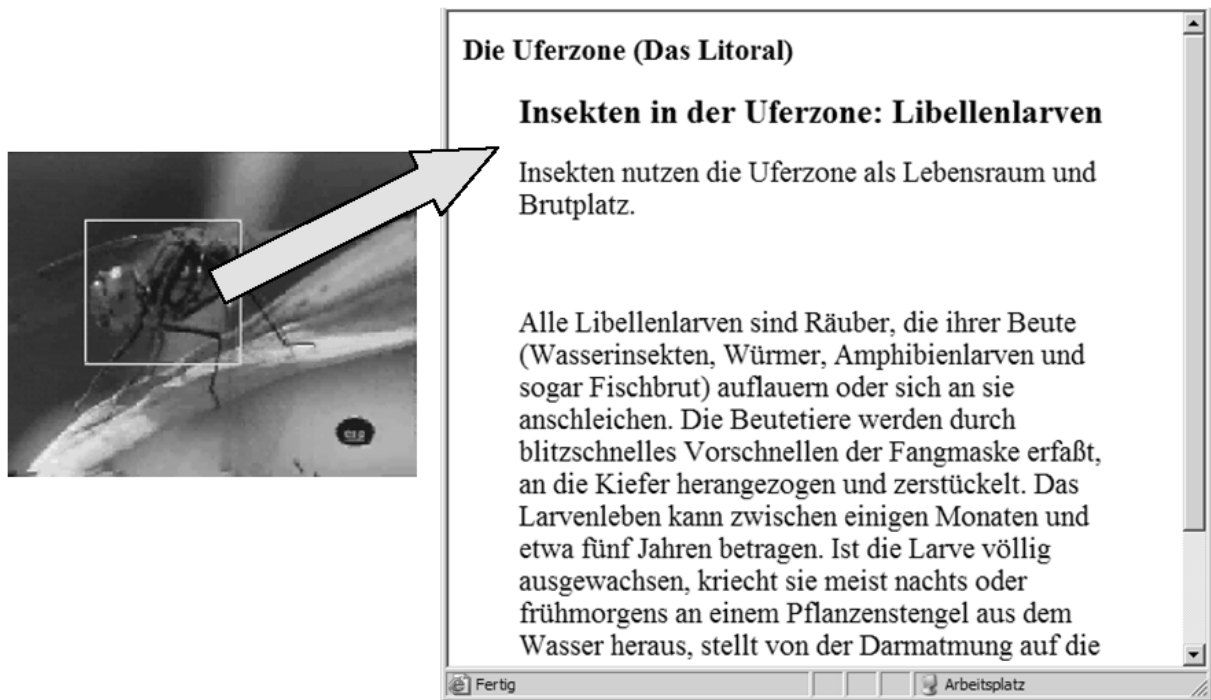 Die Uferzone (Das Litoral)
Insekten in der Uferzone: Libellenlarven
Insekten nutzen die Uferzone als Lebensraum und
Brutplatz.
Alle Libellenlarven sind Räuber, die ihrer Beute
(Wasserinsekten, Würmer, Amphibienlarven und
sogar Fischbrut) auflauern oder sich an sie
anschleichen. Die Beutetiere werden durch
blitzschnelles Vorschnellen der Fangmaske erfaßt,
an die Kiefer herangezogen und zerstückelt. Das
Larvenleben kann zwischen einigen Monaten und
etwa fünf Jahren betragen. Ist die Larve völlig
ausgewachsen, kriecht sie meist nachts oder
frühmorgens an einem Pflanzenstengel aus dem
Wasser heraus, stellt von der Darmatmung auf die
Fertig
Arbeitsplatz